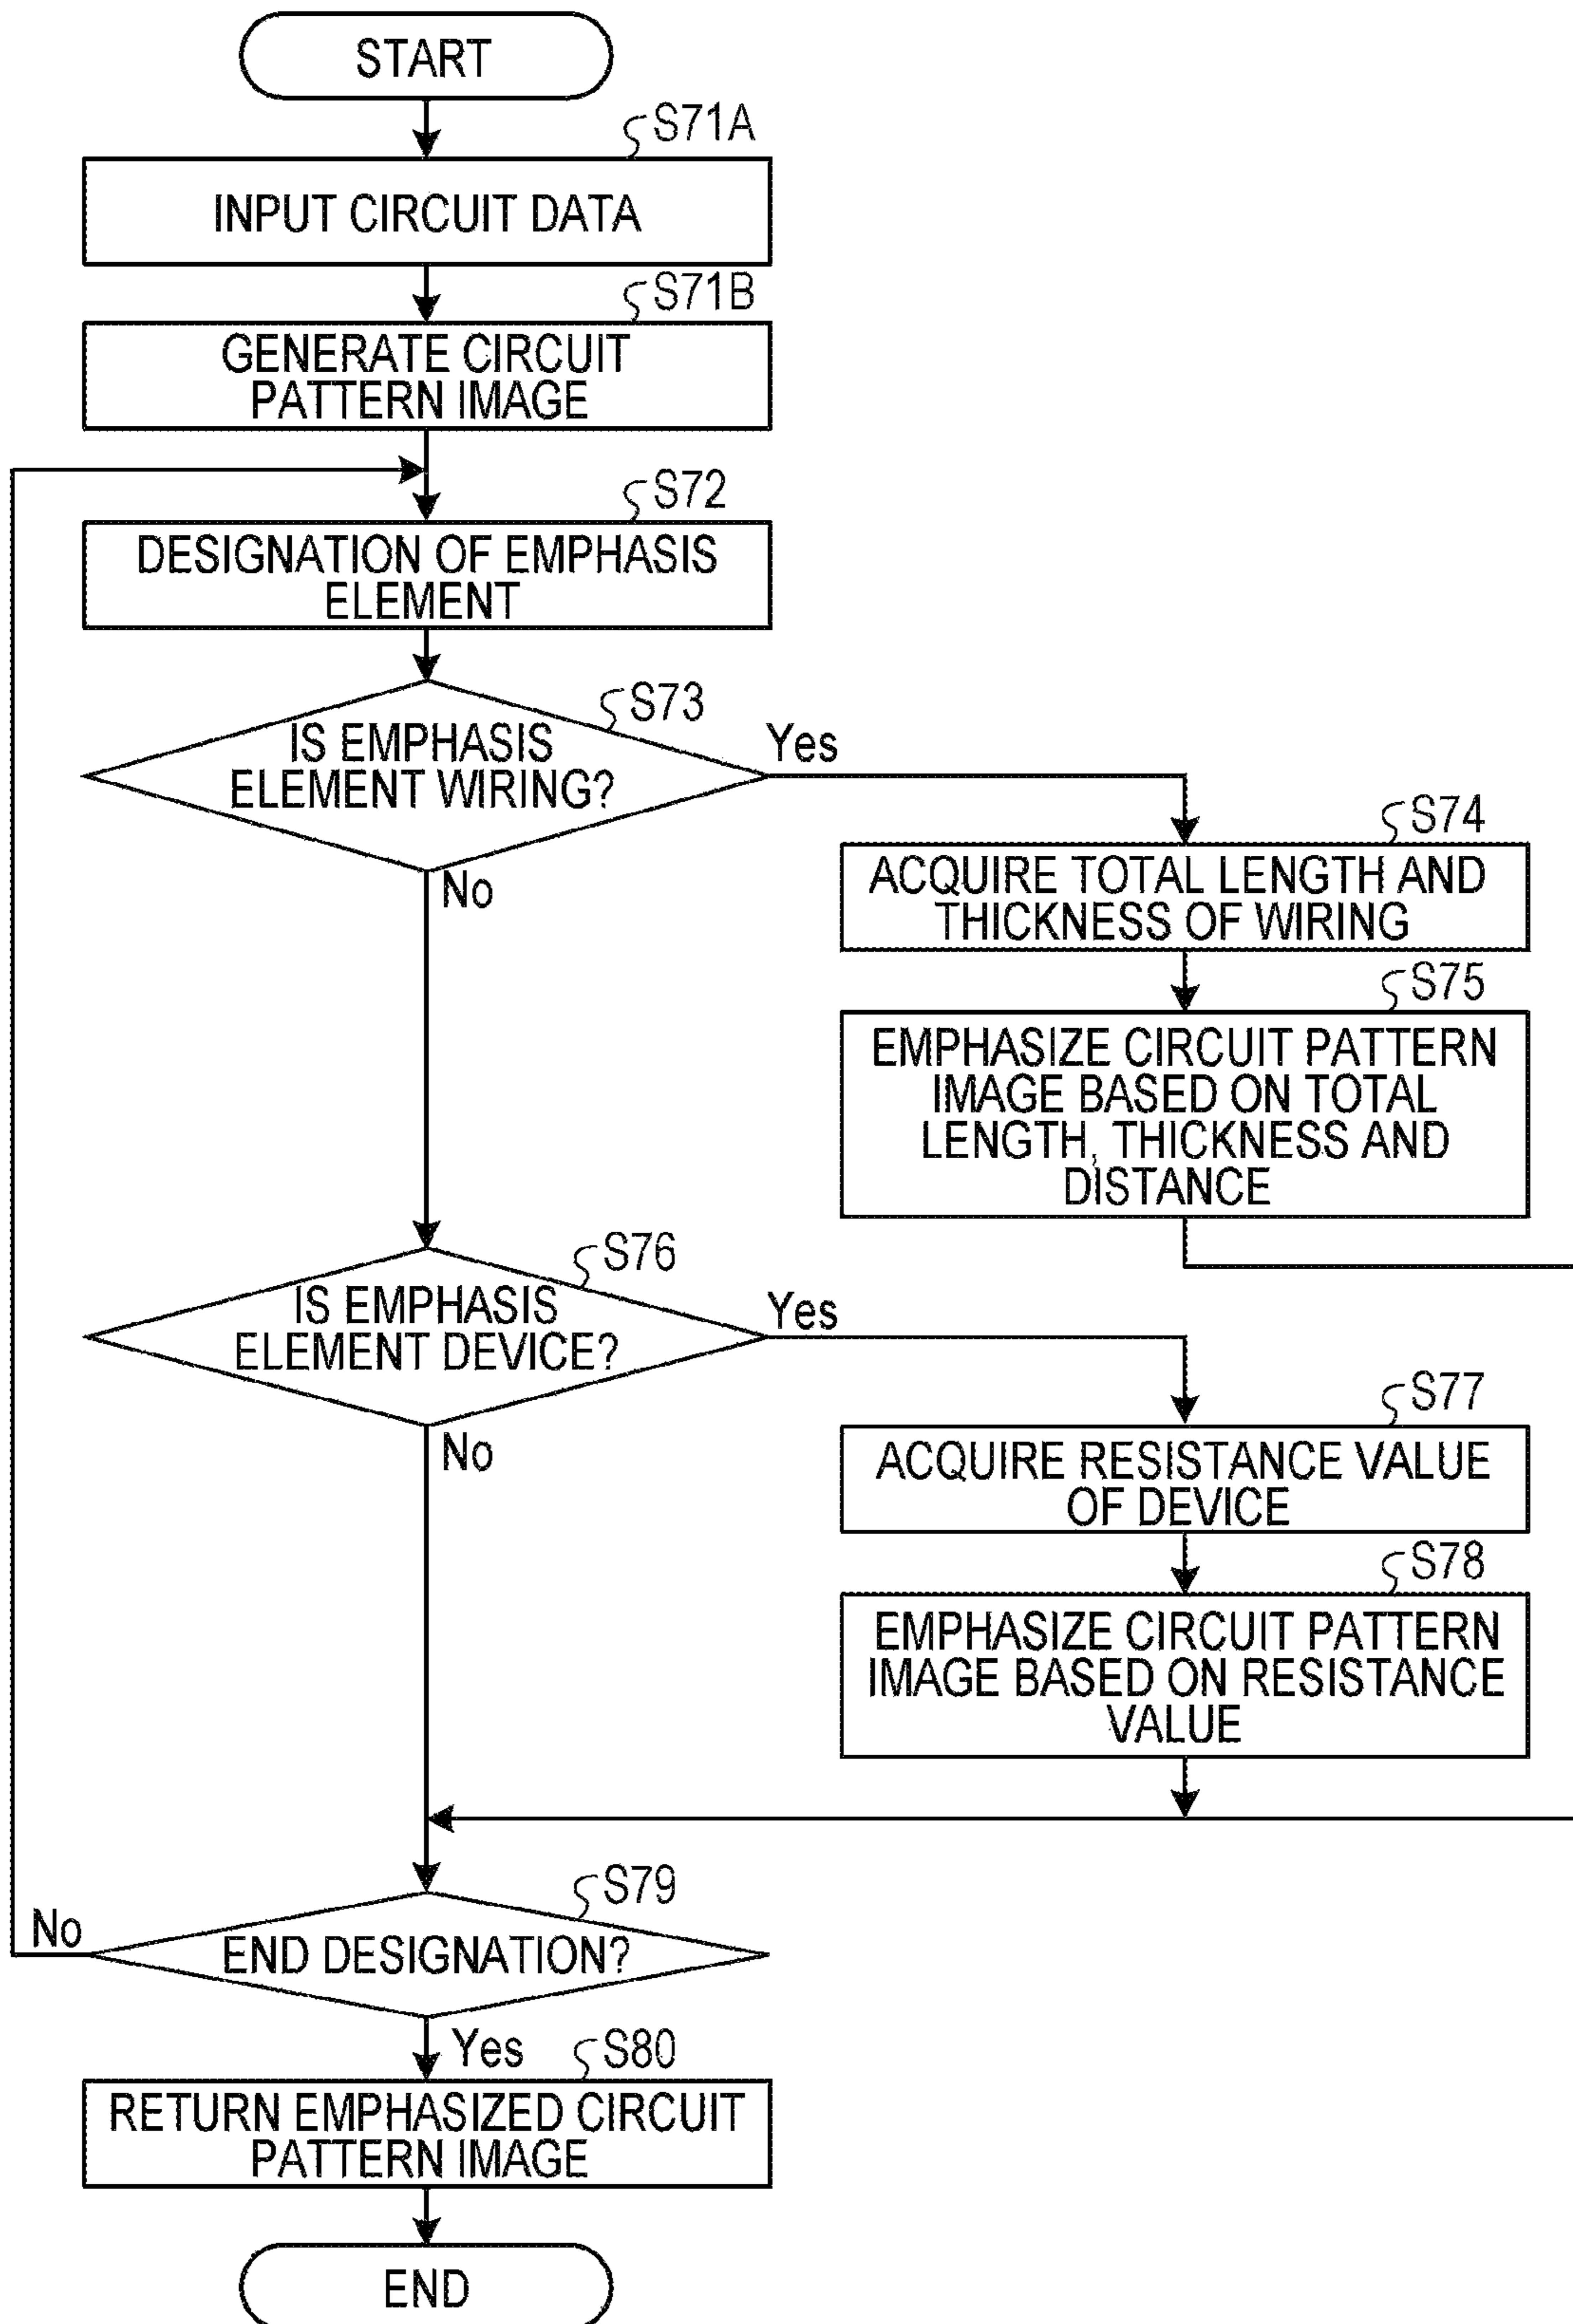 START
S71A
INPUT CIRCUIT DATA
S71B
GENERATE CIRCUIT
PATTERN IMAGE
S72
DESIGNATION OF EMPHASIS
ELEMENT
S73
IS EMPHASIS
ELEMENT WIRING?
Yes
No
S74
ACQUIRE TOTAL LENGTH AND
THICKNESS OF WIRING
S75
EMPHASIZE CIRCUIT PATTERN
IMAGE BASED ON TOTAL
LENGTH, THICKNESS AND
DISTANCE
S76
IS EMPHASIS
ELEMENT DEVICE?
Yes
No
S77
ACQUIRE RESISTANCE VALUE
OF DEVICE
S78
EMPHASIZE CIRCUIT PATTERN
IMAGE BASED ON RESISTANCE
VALUE
S79
END DESIGNATION?
No
Yes
S80
RETURN EMPHASIZED CIRCUIT
PATTERN IMAGE
END